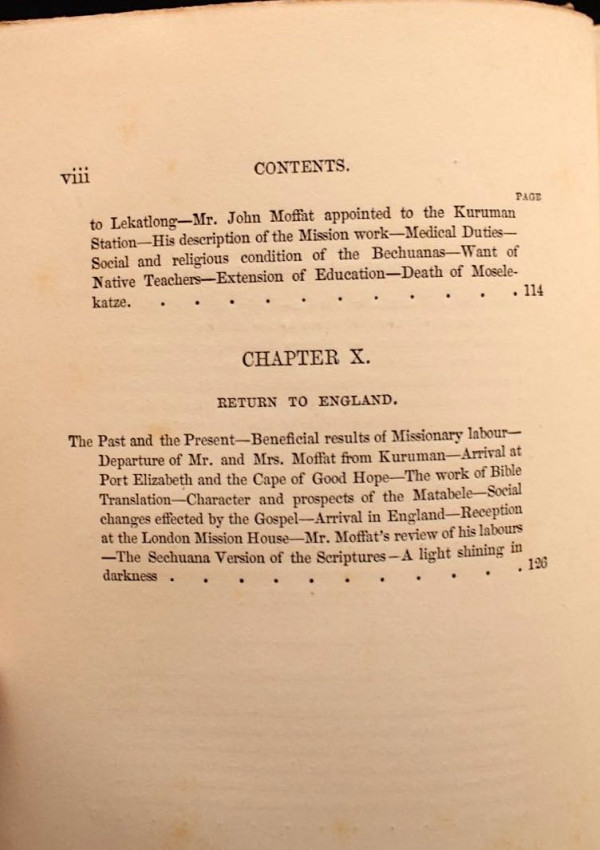 viii
CONTENTS.
PAGE
to Lekatlong—Mr. John Moffat appointed to the Kuruman
Station—His description of the Mission work—Medical Duties—
Social and religious condition of the Bechuanas—Want of
Native Teachers—Extension of Education—Death of Mosele-
katze. . . . . . . . . . . . 114
CHAPTER X.
RETURN TO ENGLAND.
The Past and the Present—Beneficial results of Missionary labour—
Departure of Mr. and Mrs. Moffat from Kuruman—Arrival at
Port Elizabeth and the Cape of Good Hope—The work of Bible
Translation—Character and prospects of the Matabele—Social
changes effected by the Gospel—Arrival in England—Reception
at the London Mission House—Mr. Moffat's review of his labours
—The Sechuana Version of the Scriptures—A light shining in
darkness . . . . . . . . . . . 126